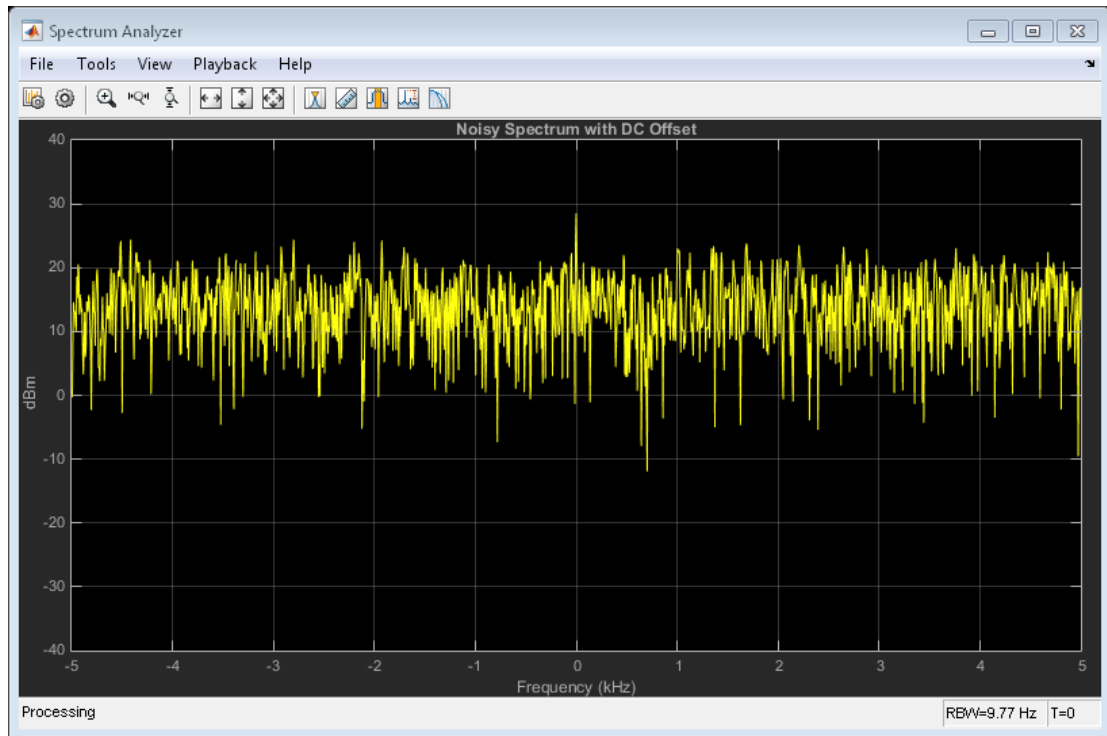 Spectrum Analyzer
File Tools View Playback Help
Noisy Spectrum with DC Offset
40
30
20
10
0
-10
-20
-30
-40
dBm
-5 -4 -3 -2 -1 0 1 2 3 4 5
Frequency (kHz)
Processing RBW=9.77 Hz T=0